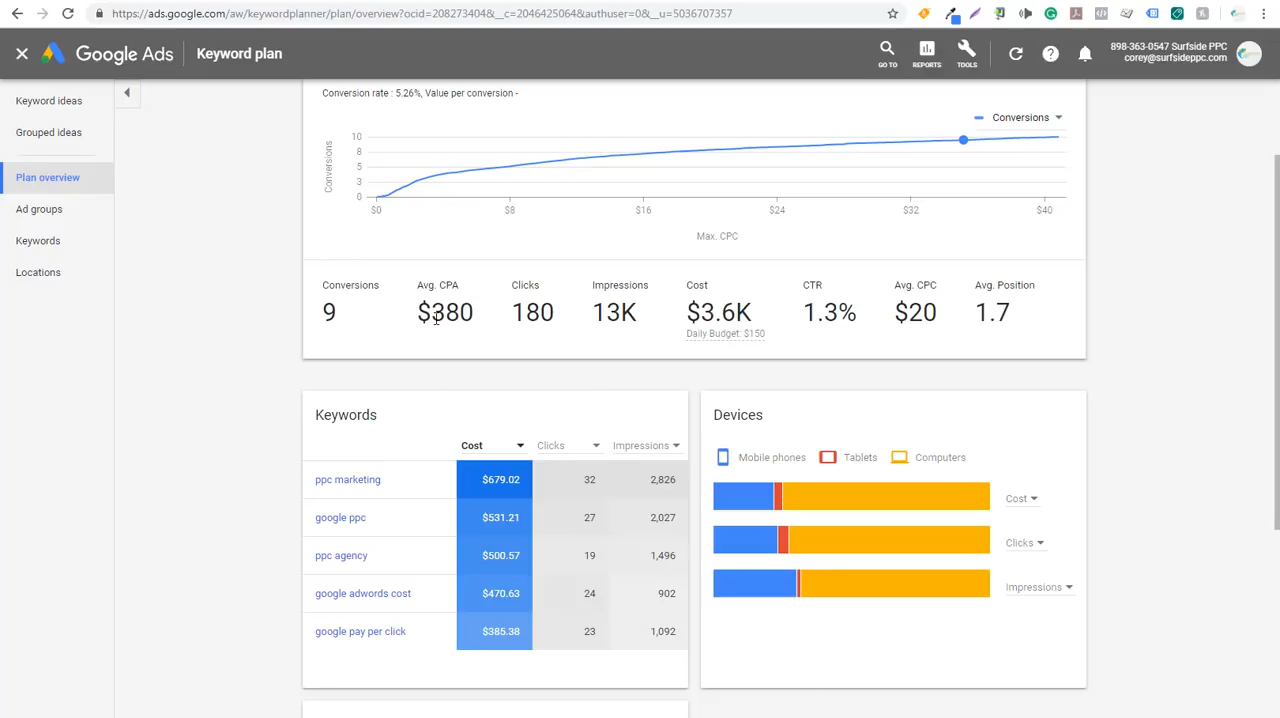 https://ads.google.com/aw/keywordplanner/plan/overview?ocid=208273404&__c=2046425064&authuser=0&__u=5036707357
Google Ads
Keyword plan
GO TO
REPORTS
TOOLS
898-363-0547 Surfside PPC
corey@surfsideppc.com
Keyword ideas
Grouped ideas
Plan overview
Ad groups
Keywords
Locations
Conversion rate : 5.26%, Value per conversion -
Conversions
Conversions
10
8
5
3
0
$0
$8
$16
$24
$32
$40
Max. CPC
Conversions
9
Avg. CPA
$380
Clicks
180
Impressions
13K
Cost
$3.6K
Daily Budget: $150
CTR
1.3%
Avg. CPC
$20
Avg. Position
1.7
Keywords
Cost Clicks Impressions
ppc marketing $679.02 32 2,826
google ppc $531.21 27 2,027
ppc agency $500.57 19 1,496
google adwords cost $470.63 24 902
google pay per click $385.38 23 1,092
Devices
Mobile phones Tablets Computers
Cost
Clicks
Impressions